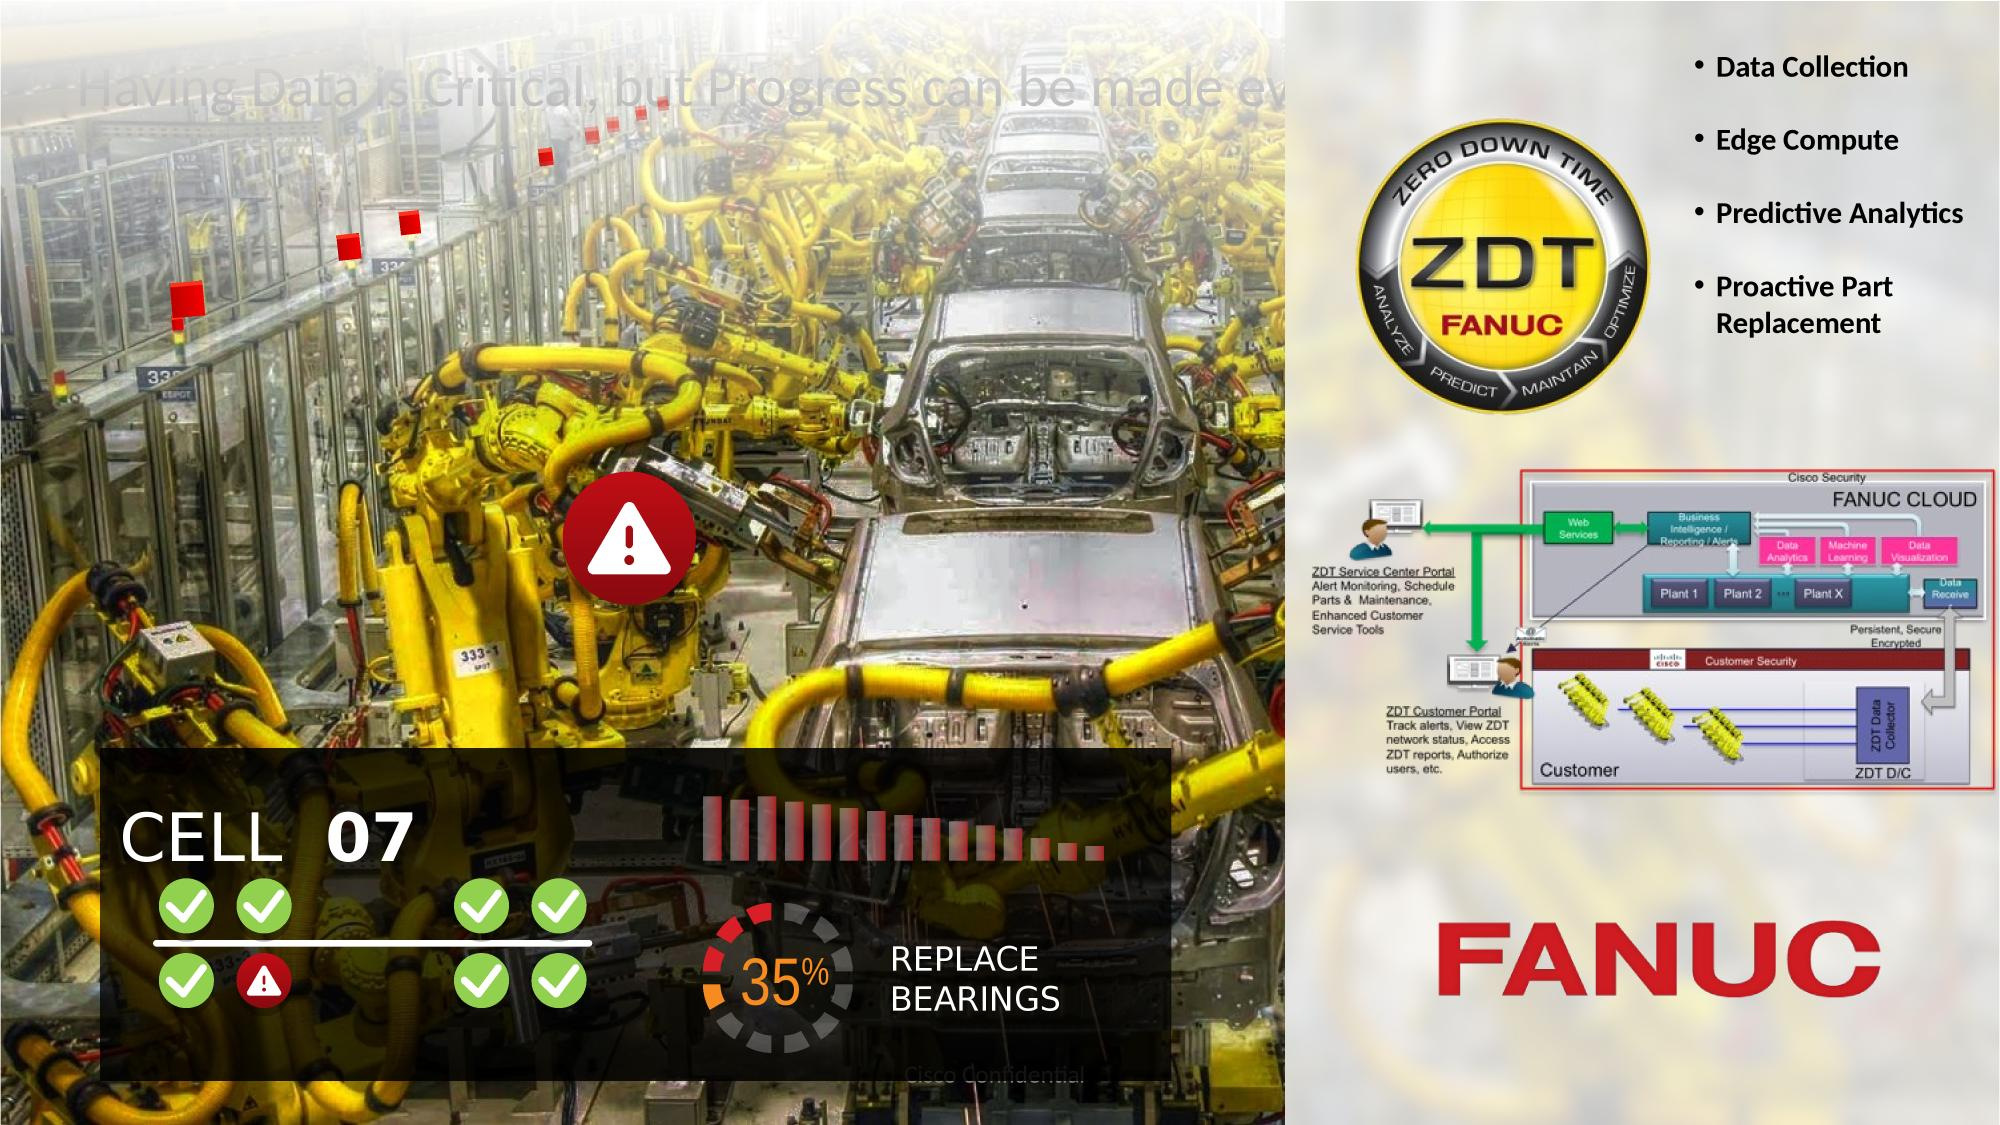 Having Data is Critical, but Progress can be made ev
• Data Collection
• Edge Compute
• Predictive Analytics
• Proactive Part
Replacement
ZERO DOWN TIME
ZDT
FANUC
ANALYZE
PREDICT
MAINTAIN
OPTIMIZE
333-1
SPOT
HYUNDAI
Cisco Security
FANUC CLOUD
Web
Services
Business
Intelligence /
Reporting / Alerts
Data
Analytics
Machine
Learning
Data
Visualization
Plant 1
Plant 2
...
Plant X
Data
Receive
ZDT Service Center Portal
Alert Monitoring, Schedule
Parts & Maintenance,
Enhanced Customer
Service Tools
Persistent, Secure
Encrypted
CISCO
Customer Security
ZDT Customer Portal
Track alerts, View ZDT
network status, Access
ZDT reports, Authorize
users, etc.
ZDT Data
Collector
ZDT D/C
Customer
CELL 07
35%
REPLACE
BEARINGS
FANUC
Cisco Confidential